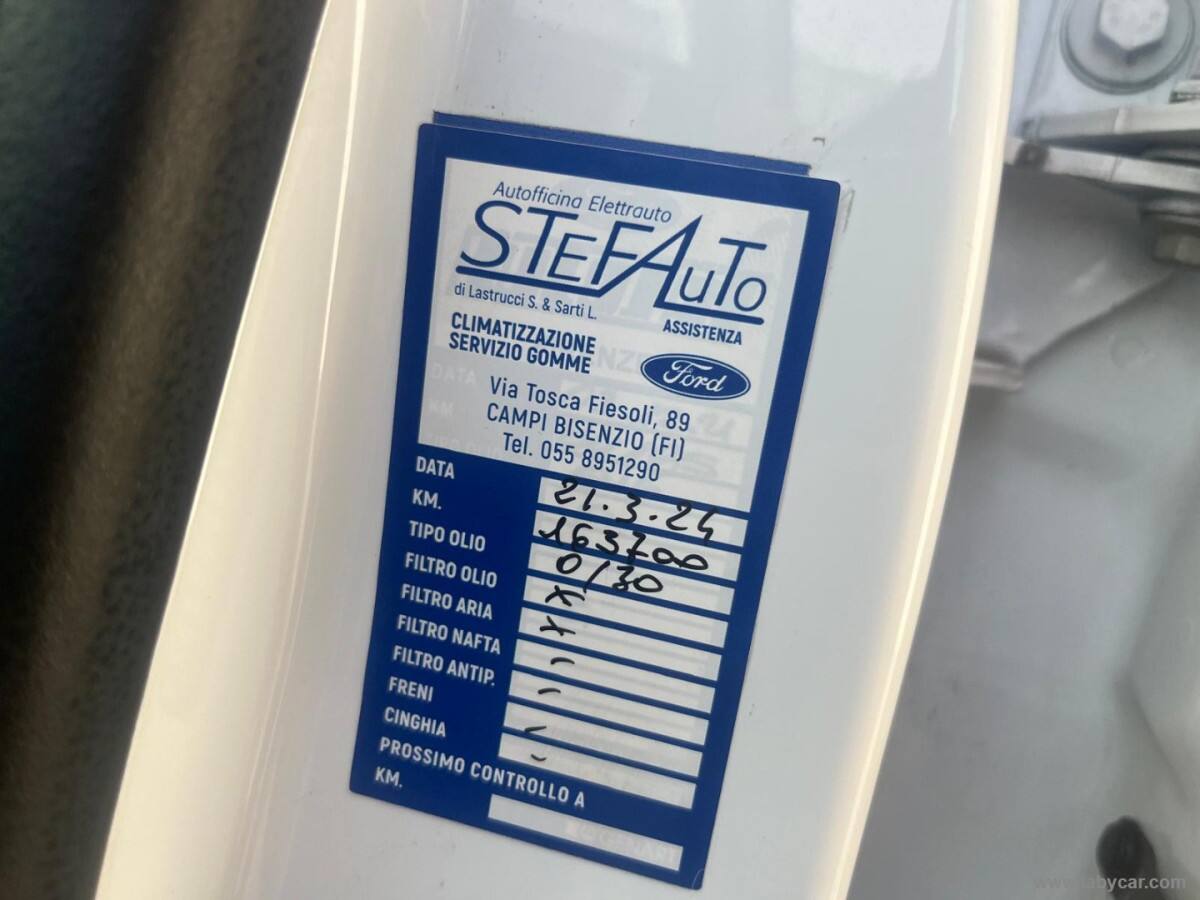 Autofficina Elettrauto
STEFAUTO
di Lastrucci S. & Sarti L.
ASSISTENZA
CLIMATIZZAZIONE
SERVIZIO GOMME
Ford
Via Tosca Fiesoli, 89
CAMPI BISENZIO (FI)
Tel. 055 8951290
DATA 21.3.24
KM. 163700
TIPO OLIO 0/30
FILTRO OLIO x
FILTRO ARIA x
FILTRO NAFTA -
FILTRO ANTIP. -
FRENI -
CINGHIA -
PROSSIMO CONTROLLO A
KM.